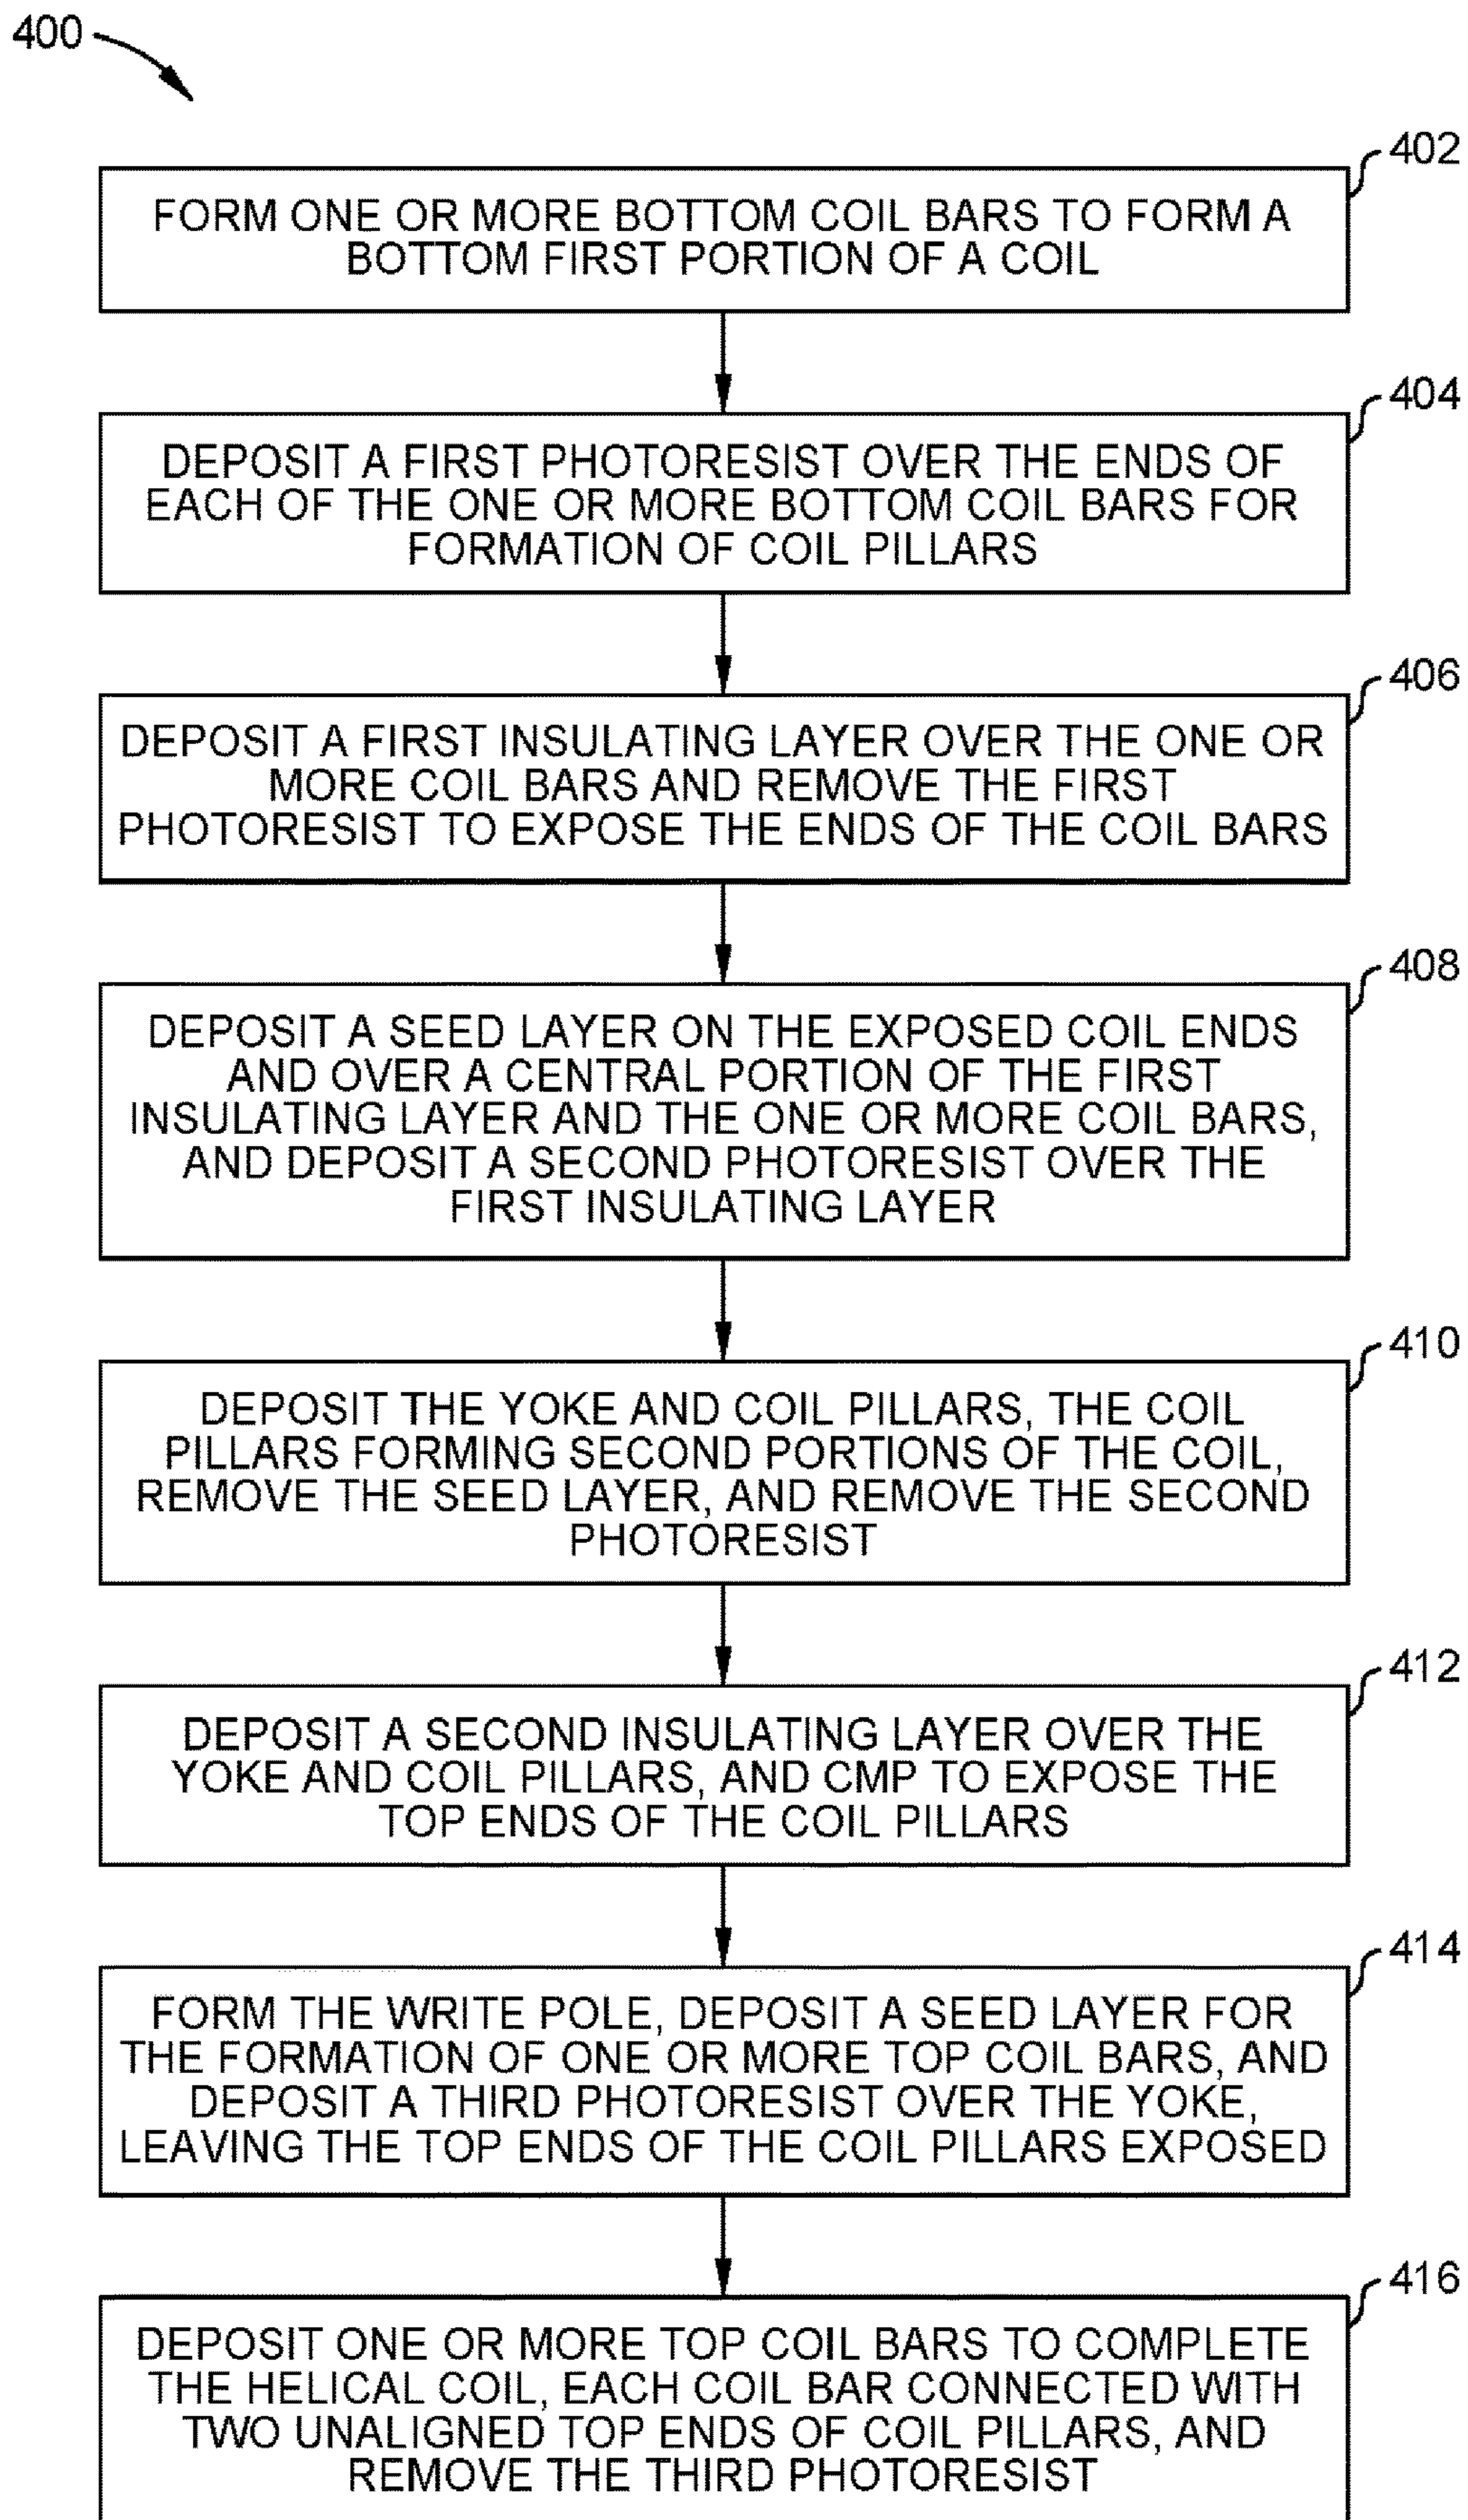 400
402
FORM ONE OR MORE BOTTOM COIL BARS TO FORM A
BOTTOM FIRST PORTION OF A COIL
404
DEPOSIT A FIRST PHOTORESIST OVER THE ENDS OF
EACH OF THE ONE OR MORE BOTTOM COIL BARS FOR
FORMATION OF COIL PILLARS
406
DEPOSIT A FIRST INSULATING LAYER OVER THE ONE OR
MORE COIL BARS AND REMOVE THE FIRST
PHOTORESIST TO EXPOSE THE ENDS OF THE COIL BARS
408
DEPOSIT A SEED LAYER ON THE EXPOSED COIL ENDS
AND OVER A CENTRAL PORTION OF THE FIRST
INSULATING LAYER AND THE ONE OR MORE COIL BARS,
AND DEPOSIT A SECOND PHOTORESIST OVER THE
FIRST INSULATING LAYER
410
DEPOSIT THE YOKE AND COIL PILLARS, THE COIL
PILLARS FORMING SECOND PORTIONS OF THE COIL,
REMOVE THE SEED LAYER, AND REMOVE THE SECOND
PHOTORESIST
412
DEPOSIT A SECOND INSULATING LAYER OVER THE
YOKE AND COIL PILLARS, AND CMP TO EXPOSE THE
TOP ENDS OF THE COIL PILLARS
414
FORM THE WRITE POLE, DEPOSIT A SEED LAYER FOR
THE FORMATION OF ONE OR MORE TOP COIL BARS, AND
DEPOSIT A THIRD PHOTORESIST OVER THE YOKE,
LEAVING THE TOP ENDS OF THE COIL PILLARS EXPOSED
416
DEPOSIT ONE OR MORE TOP COIL BARS TO COMPLETE
THE HELICAL COIL, EACH COIL BAR CONNECTED WITH
TWO UNALIGNED TOP ENDS OF COIL PILLARS, AND
REMOVE THE THIRD PHOTORESIST